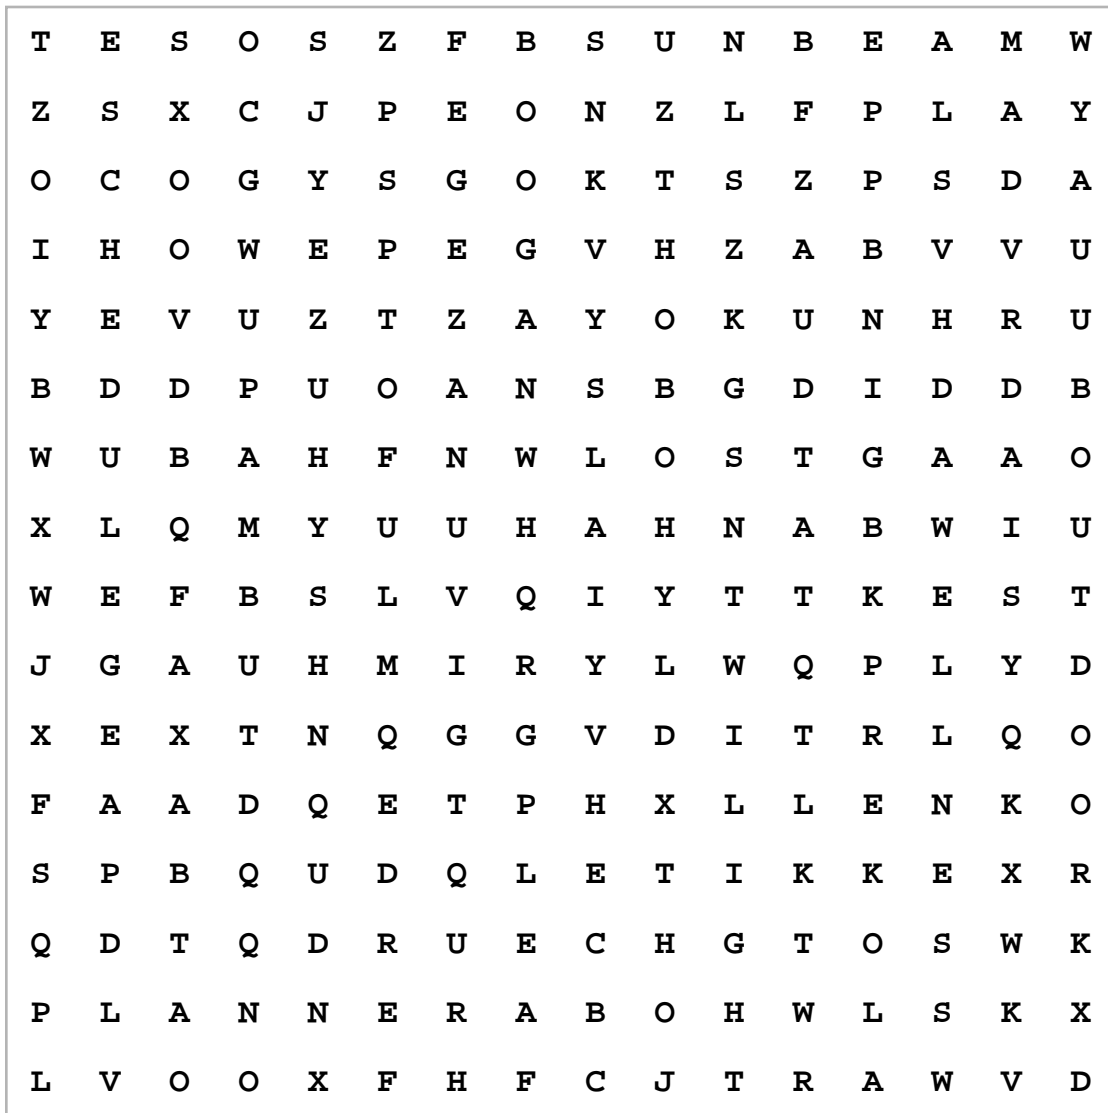 T E S O S Z F B S U N B E A M W
Z S X C J P E O N Z L F P L A Y
O C O G Y S G O K T S Z P S D A
I H O W E P E G V H Z A B V V U
Y E V U Z T Z A Y O K U N H R U
B D D P U O A N S B G D I D D B
W U B A H F N W L O S T G A A O
X L Q M Y U U H A H N A B W I U
W E F B S L V Q I Y T T K E S T
J G A U H M I R Y L W Q P L Y D
X E X T N Q G G V D I T R L Q O
F A A D Q E T P H X L L E N K O
S P B Q U D Q L E T I K K E X R
Q D T Q D R U E C H G T O S W K
P L A N N E R A B O H W L S K X
L V O O X F H F C J T R A W V D